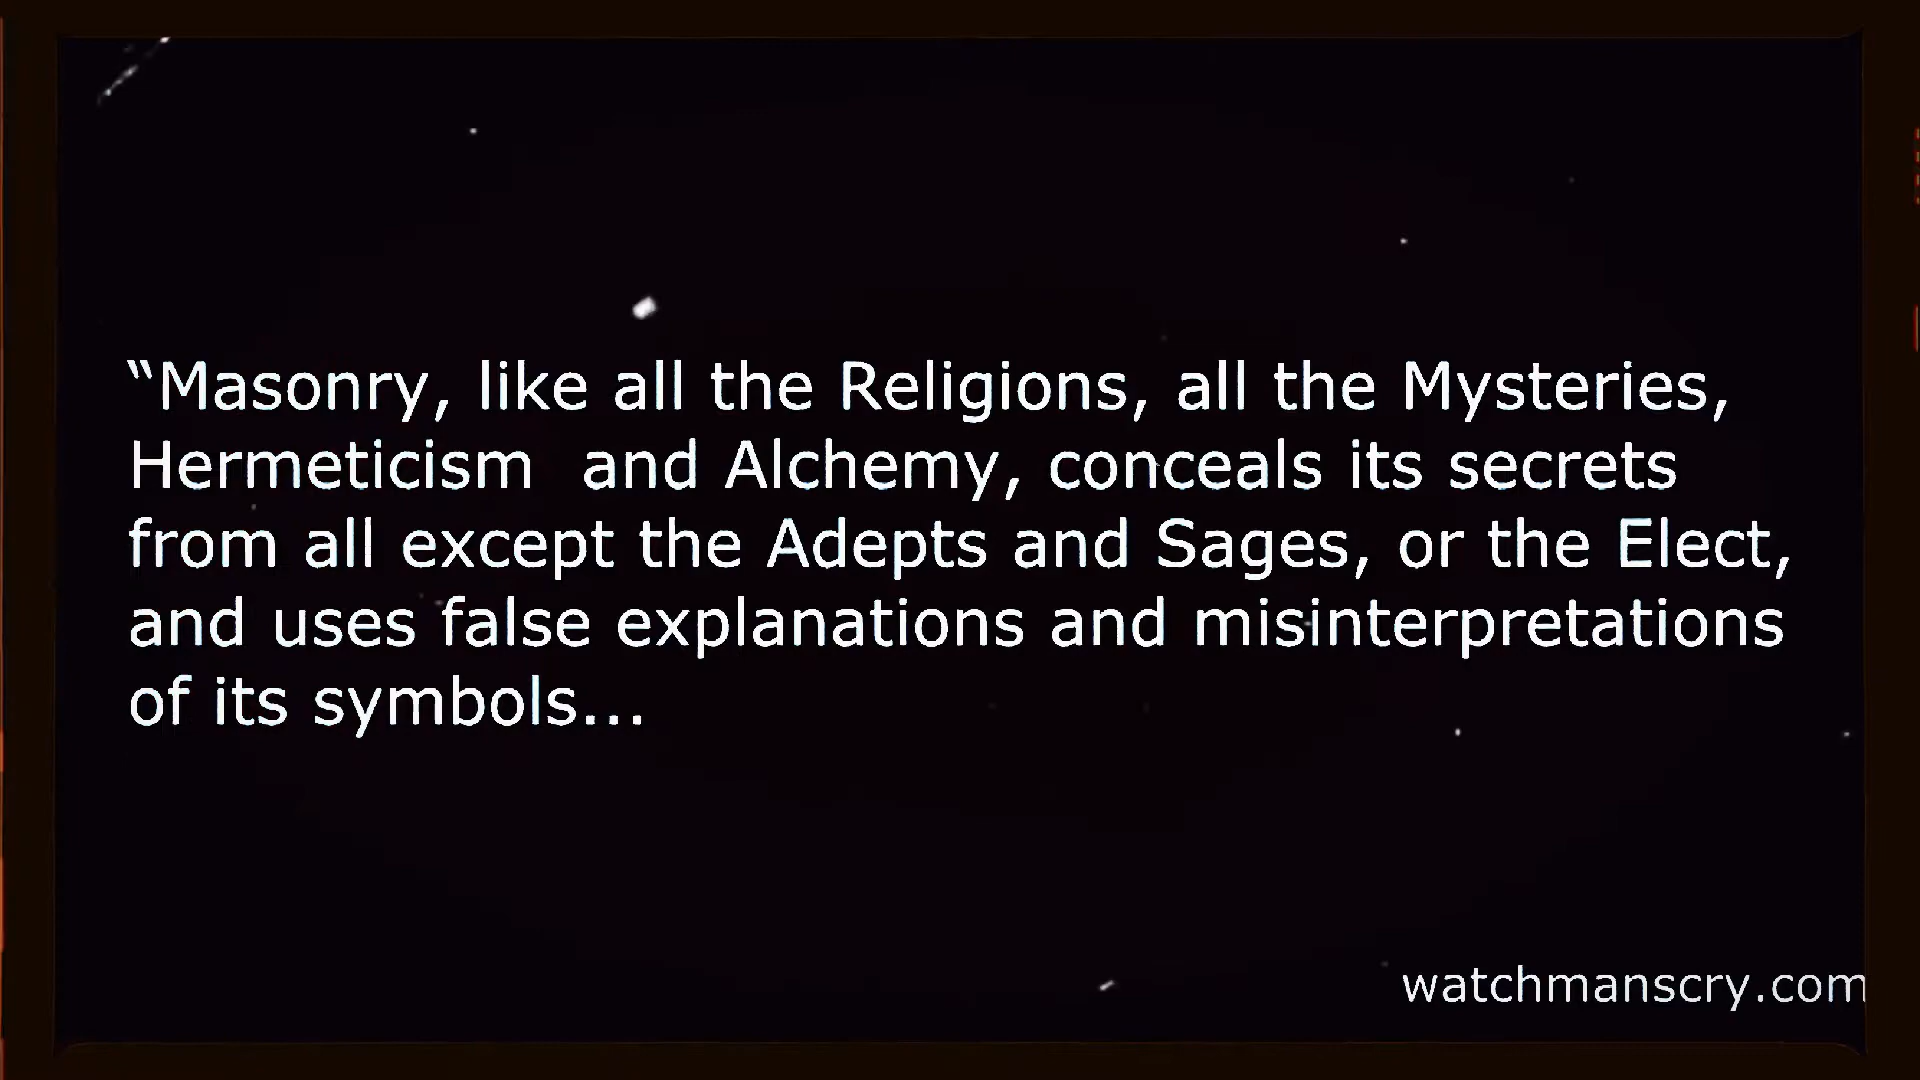 “Masonry, like all the Religions, all the Mysteries,
Hermeticism  and Alchemy, conceals its secrets
from all except the Adepts and Sages, or the Elect,
and uses false explanations and misinterpretations
of its symbols...
watchmanscry.com